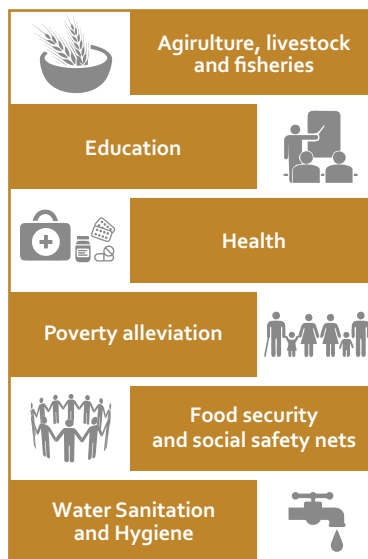 Agirulture, livestock
and fisheries
Education
Health
Poverty alleviation
Food security
and social safety nets
Water Sanitation
and Hygiene